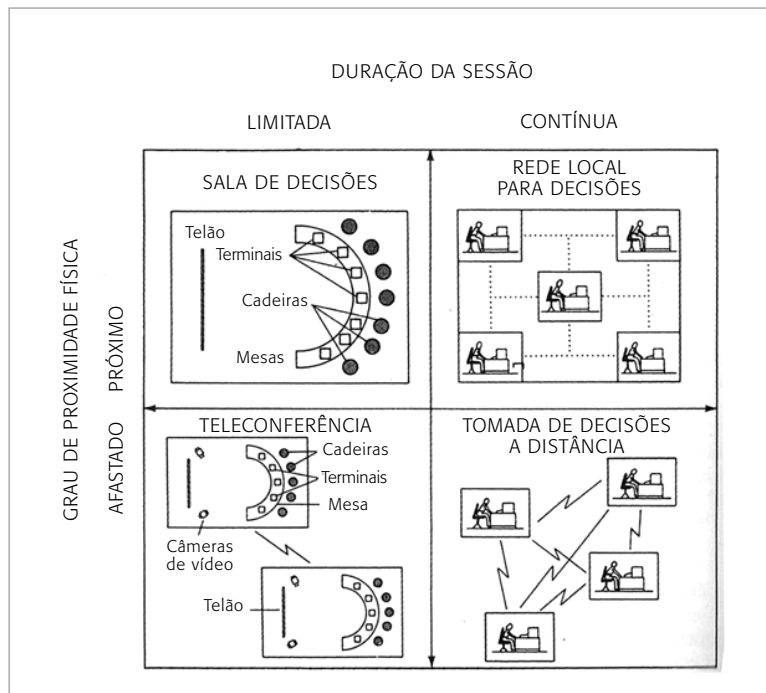 DURAÇÃO DA SESSÃO
LIMITADA
CONTÍNUA
GRAU DE PROXIMIDADE FÍSICA
PRÓXIMO
AFASTADO
SALA DE DECISÕES
Telão
Terminais
Cadeiras
Mesas
REDE LOCAL
PARA DECISÕES
TELECONFERÊNCIA
Cadeiras
Terminais
Mesa
Câmeras
de vídeo
Telão
TOMADA DE DECISÕES
A DISTÂNCIA